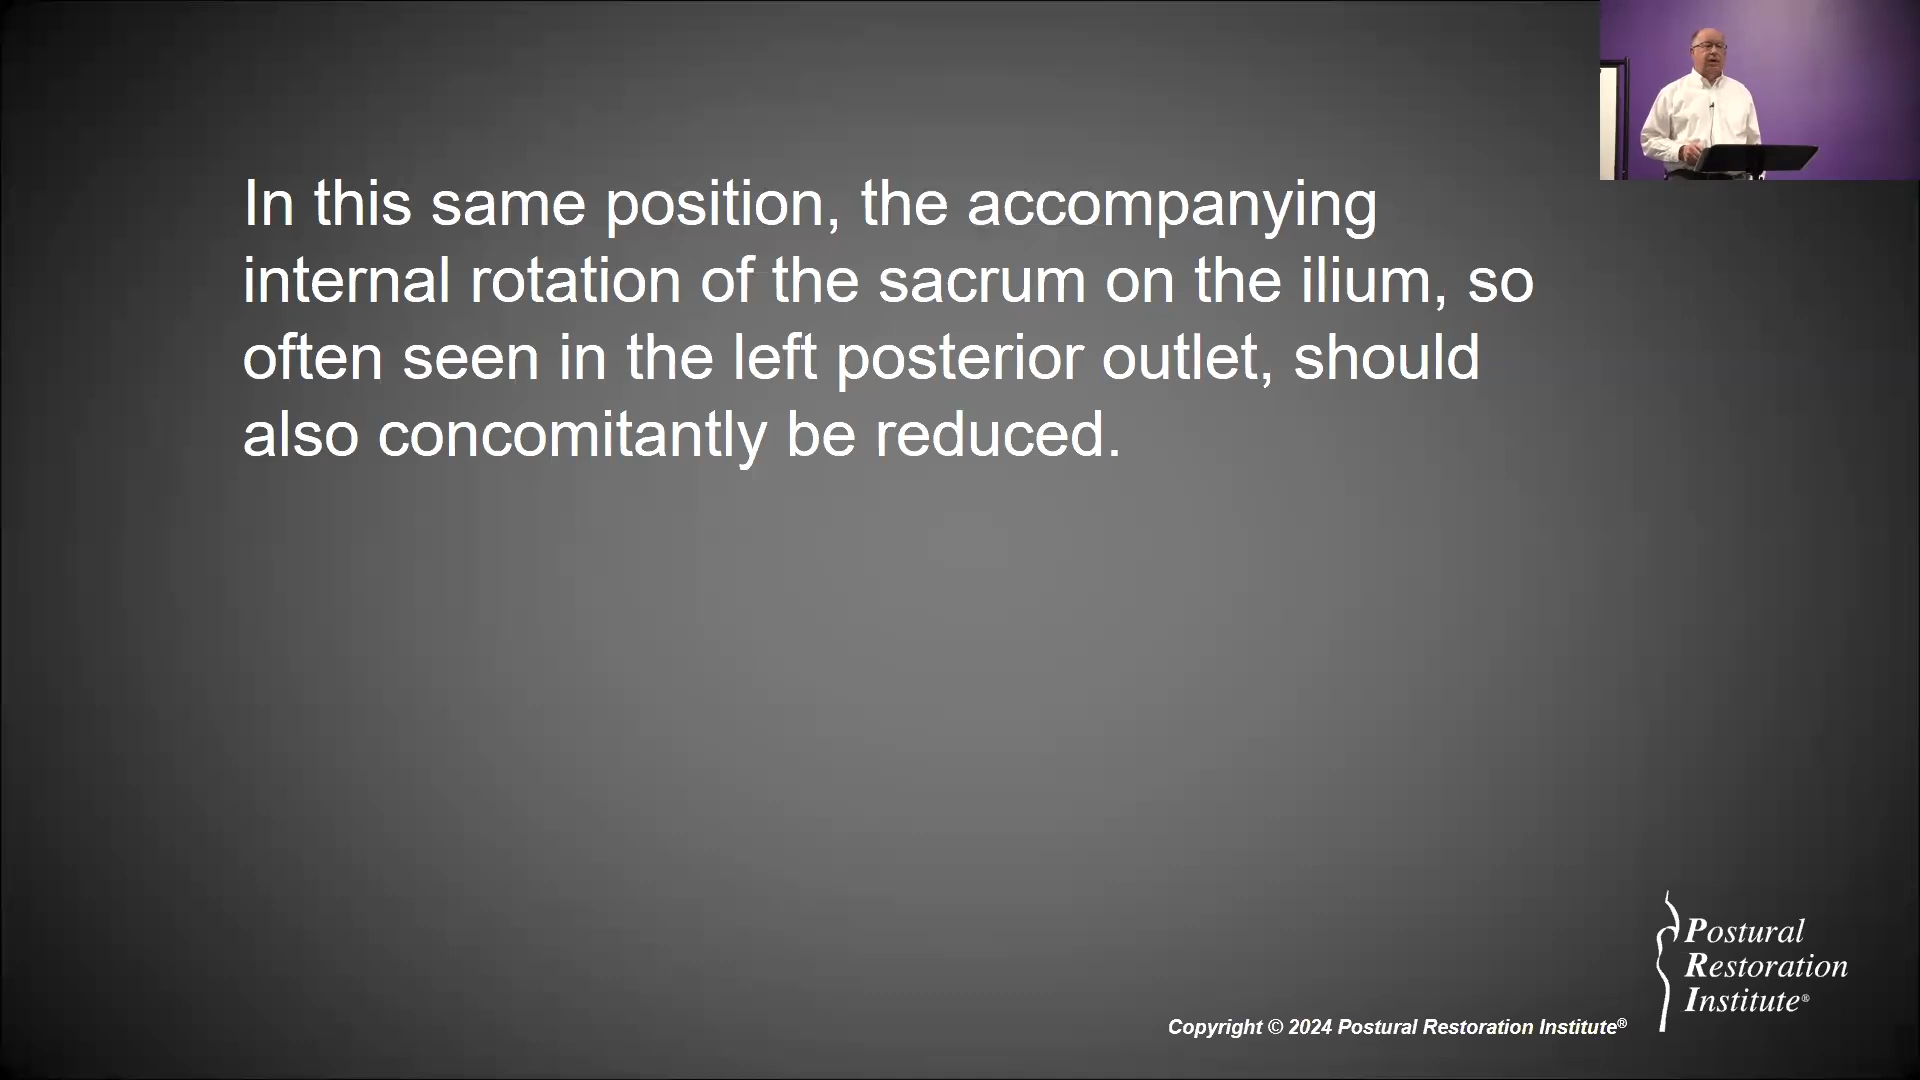 In this same position, the accompanying
internal rotation of the sacrum on the ilium, so
often seen in the left posterior outlet, should
also concomitantly be reduced.
Postural
Restoration
Institute®
Copyright © 2024 Postural Restoration Institute®